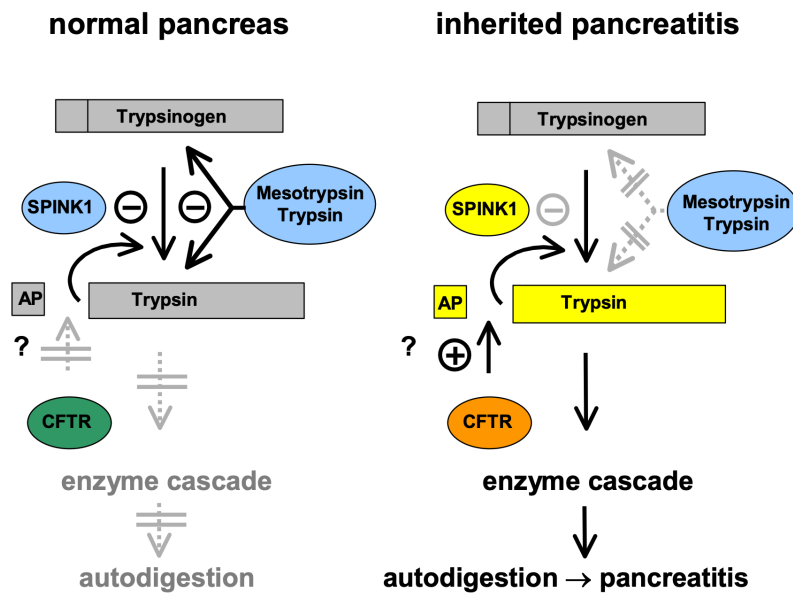 normal pancreas
Trypsinogen
SPINK1
−
−
Mesotrypsin
Trypsin
AP
Trypsin
?
CFTR
enzyme cascade
autodigestion
inherited pancreatitis
Trypsinogen
SPINK1
−
Mesotrypsin
Trypsin
AP
Trypsin
?
+
CFTR
enzyme cascade
autodigestion → pancreatitis